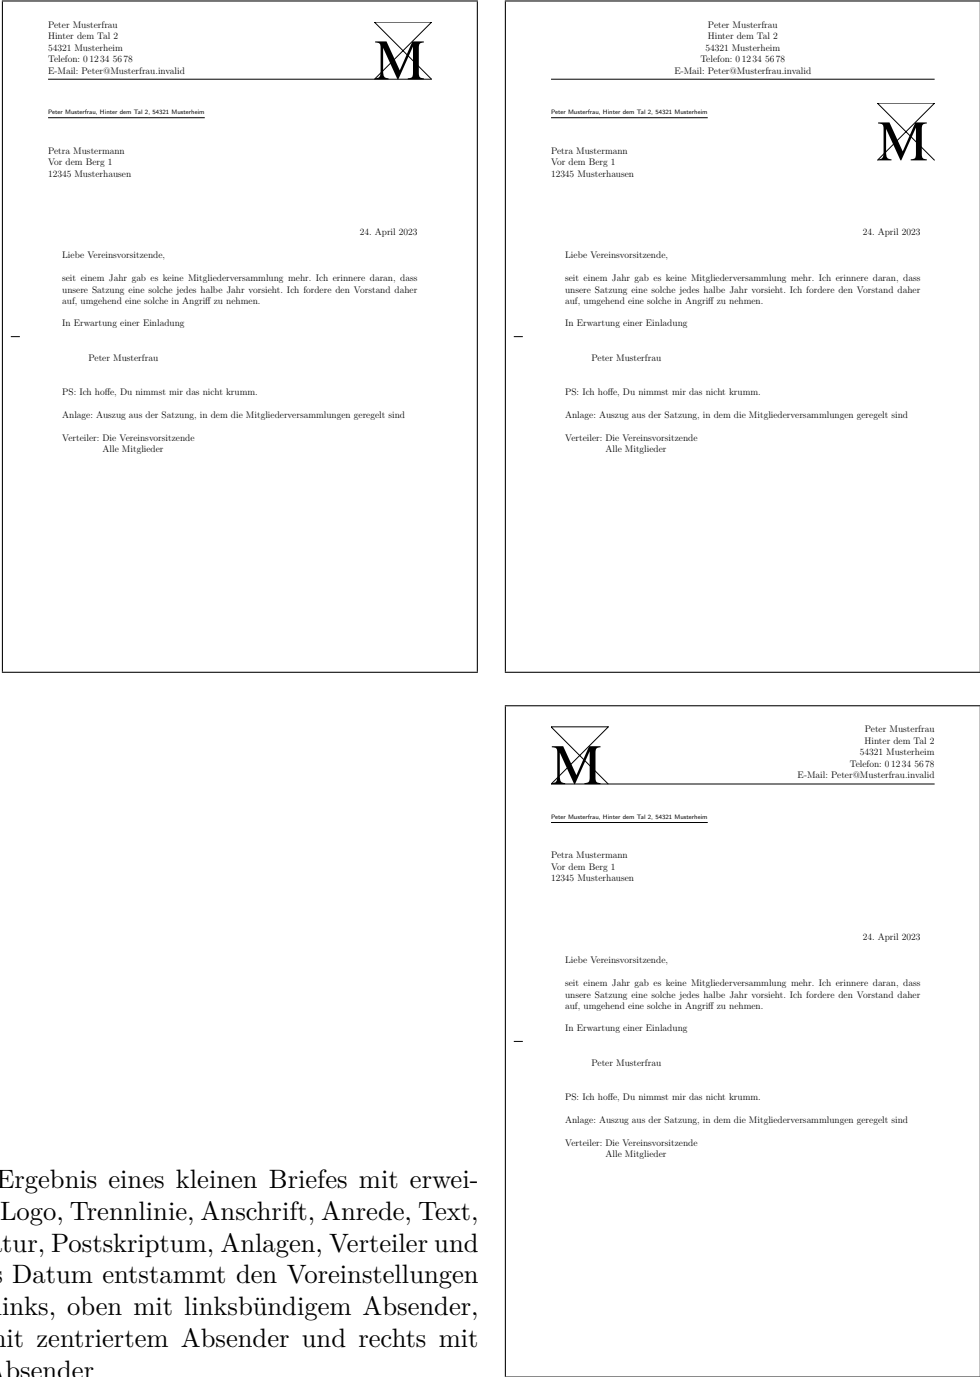 Peter Musterfrau
Hinter dem Tal 2
54321 Musterheim
Telefon: 0 12 34 56 78
E-Mail: Peter@Musterfrau.invalid
M
Peter Musterfrau, Hinter dem Tal 2, 54321 Musterheim
Petra Mustermann
Vor dem Berg 1
12345 Musterhausen
24. April 2023
Liebe Vereinsvorsitzende,
seit einem Jahr gab es keine Mitgliederversammlung mehr. Ich erinnere daran, dass
unsere Satzung eine solche jedes halbe Jahr vorsieht. Ich fordere den Vorstand daher
auf, umgehend eine solche in Angriff zu nehmen.
In Erwartung einer Einladung
Peter Musterfrau
PS: Ich hoffe, Du nimmst mir das nicht krumm.
Anlage: Auszug aus der Satzung, in dem die Mitgliederversammlungen geregelt sind
Verteiler: Die Vereinsvorsitzende
Alle Mitglieder
Peter Musterfrau
Hinter dem Tal 2
54321 Musterheim
Telefon: 0 12 34 56 78
E-Mail: Peter@Musterfrau.invalid
Peter Musterfrau, Hinter dem Tal 2, 54321 Musterheim
M
Petra Mustermann
Vor dem Berg 1
12345 Musterhausen
24. April 2023
Liebe Vereinsvorsitzende,
seit einem Jahr gab es keine Mitgliederversammlung mehr. Ich erinnere daran, dass
unsere Satzung eine solche jedes halbe Jahr vorsieht. Ich fordere den Vorstand daher
auf, umgehend eine solche in Angriff zu nehmen.
In Erwartung einer Einladung
Peter Musterfrau
PS: Ich hoffe, Du nimmst mir das nicht krumm.
Anlage: Auszug aus der Satzung, in dem die Mitgliederversammlungen geregelt sind
Verteiler: Die Vereinsvorsitzende
Alle Mitglieder
M
Peter Musterfrau
Hinter dem Tal 2
54321 Musterheim
Telefon: 0 12 34 56 78
E-Mail: Peter@Musterfrau.invalid
Peter Musterfrau, Hinter dem Tal 2, 54321 Musterheim
Petra Mustermann
Vor dem Berg 1
12345 Musterhausen
24. April 2023
Liebe Vereinsvorsitzende,
seit einem Jahr gab es keine Mitgliederversammlung mehr. Ich erinnere daran, dass
unsere Satzung eine solche jedes halbe Jahr vorsieht. Ich fordere den Vorstand daher
auf, umgehend eine solche in Angriff zu nehmen.
In Erwartung einer Einladung
Peter Musterfrau
PS: Ich hoffe, Du nimmst mir das nicht krumm.
Anlage: Auszug aus der Satzung, in dem die Mitgliederversammlungen geregelt sind
Verteiler: Die Vereinsvorsitzende
Alle Mitglieder
Ergebnis eines kleinen Briefes mit erwei-
Logo, Trennlinie, Anschrift, Anrede, Text,
tur, Postskriptum, Anlagen, Verteiler und
s Datum entstammt den Voreinstellungen
links, oben mit linksbündigem Absender,
mit zentriertem Absender und rechts mit
Absender